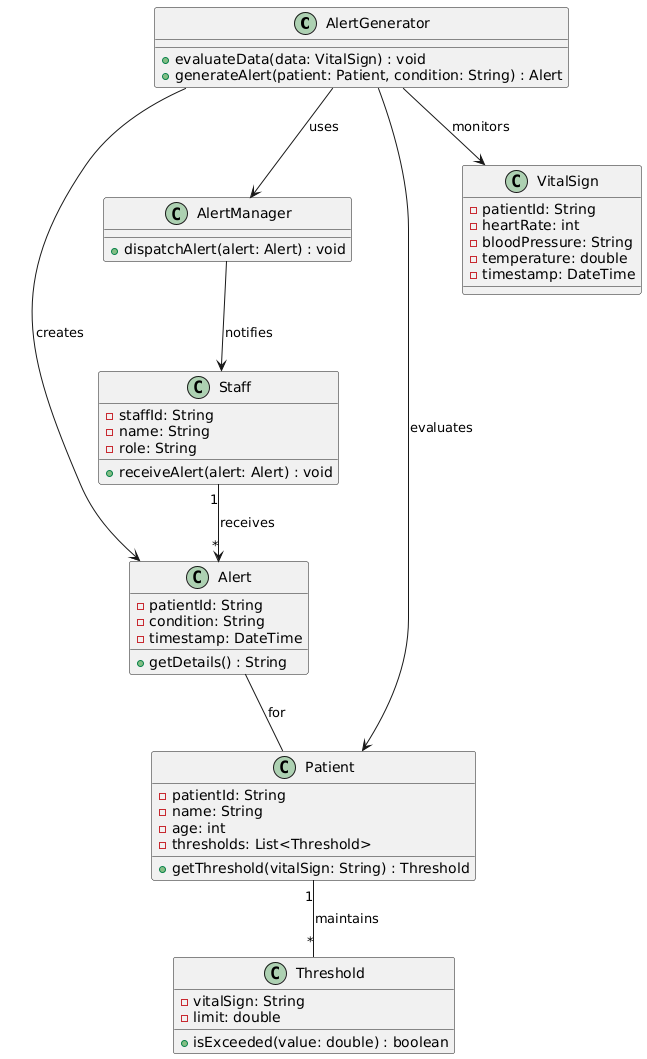 C AlertGenerator
evaluateData(data: VitalSign) : void
generateAlert(patient: Patient, condition: String) : Alert
uses
monitors
C VitalSign
patientId: String
heartRate: int
bloodPressure: String
temperature: double
timestamp: DateTime
C AlertManager
dispatchAlert(alert: Alert) : void
creates
notifies
C Staff
staffId: String
name: String
role: String
receiveAlert(alert: Alert) : void
evaluates
1
receives
*
C Alert
patientId: String
condition: String
timestamp: DateTime
getDetails() : String
for
C Patient
patientId: String
name: String
age: int
thresholds: List<Threshold>
getThreshold(vitalSign: String) : Threshold
1
maintains
*
C Threshold
vitalSign: String
limit: double
isExceeded(value: double) : boolean